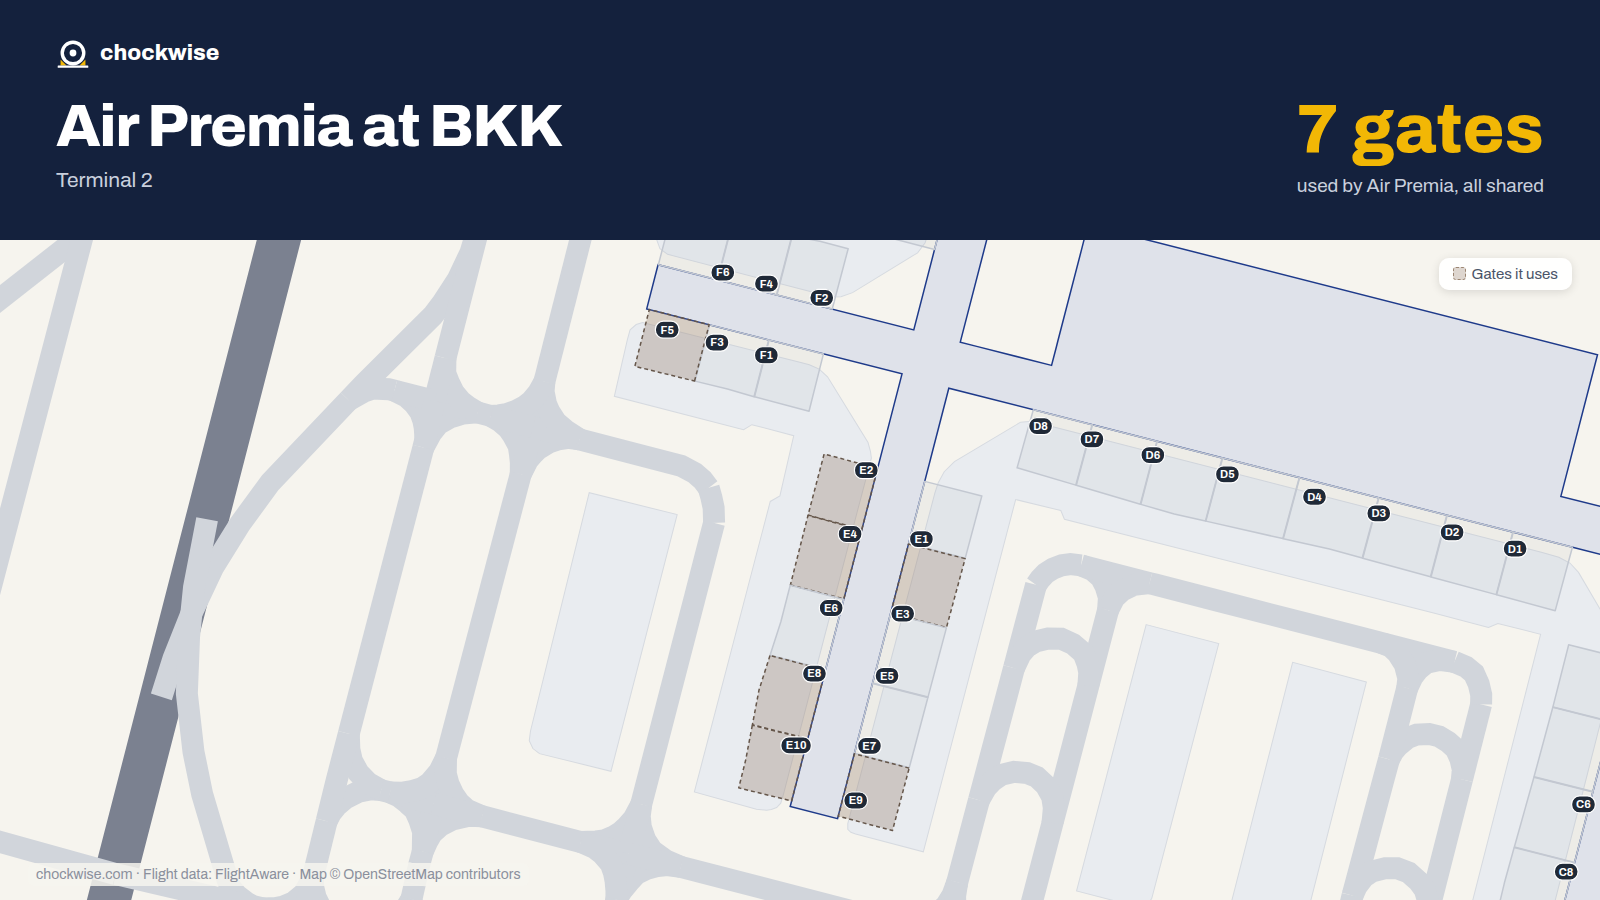 chockwise
Air Premia at BKK
Terminal 2
7 gates
used by Air Premia, all shared
Gates it uses
F6
F4
F2
F5
F3
F1
D8
D7
D6
D5
D4
D3
D2
D1
E2
E4
E1
E6
E3
E8
E5
E10
E7
E9
C6
C8
chockwise.com · Flight data: FlightAware · Map © OpenStreetMap contributors